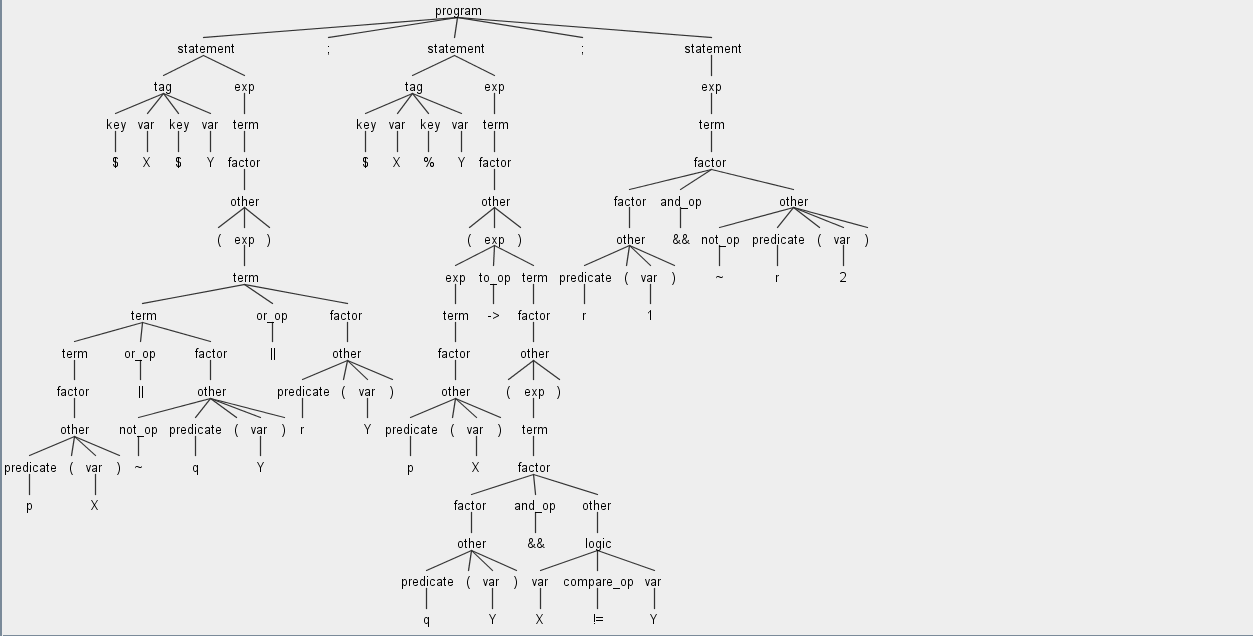 program
statement ; statement ; statement
tag exp tag exp exp
key var key var term key var key var term term
$ X $ Y factor $ X % Y factor factor
other other factor and_op other
( exp ) ( exp ) other && not_op predicate ( var )
term exp to_op term predicate ( var ) ~ r 2
term or_op factor term -> factor r 1
term or_op factor || other factor other
factor || other predicate ( var ) other ( exp )
other not_op predicate ( var ) r Y predicate ( var ) term
predicate ( var ) ~ q Y p X factor
p X factor and_op other
other && logic
predicate ( var ) var compare_op var
q Y X != Y